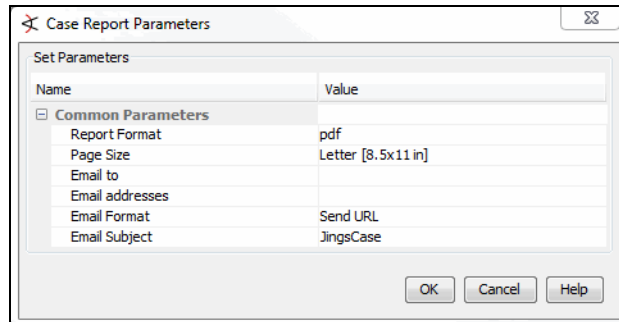 Case Report Parameters
Set Parameters
Name Value
Common Parameters
Report Format pdf
Page Size Letter [8.5x11 in]
Email to
Email addresses
Email Format Send URL
Email Subject JingsCase
OK Cancel Help